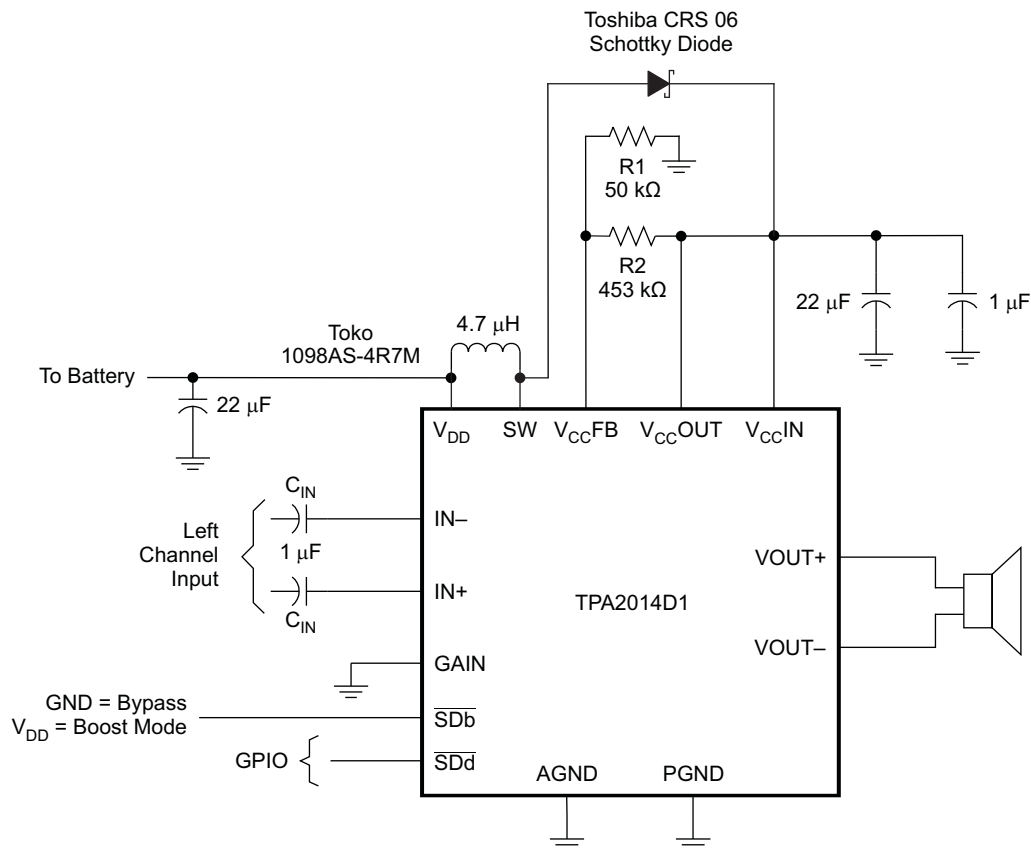 Toshiba CRS 06
Schottky Diode
R1
50 kΩ
R2
453 kΩ
22 μF
1 μF
4.7 μH
Toko
1098AS-4R7M
To Battery
22 μF
VDD
SW
VCCFB
VCCOUT
VCCIN
CIN
IN–
Left
Channel
Input
1 μF
IN+
CIN
VOUT+
TPA2014D1
VOUT–
GAIN
GND = Bypass
VDD = Boost Mode
SDb
GPIO
SDd
AGND
PGND